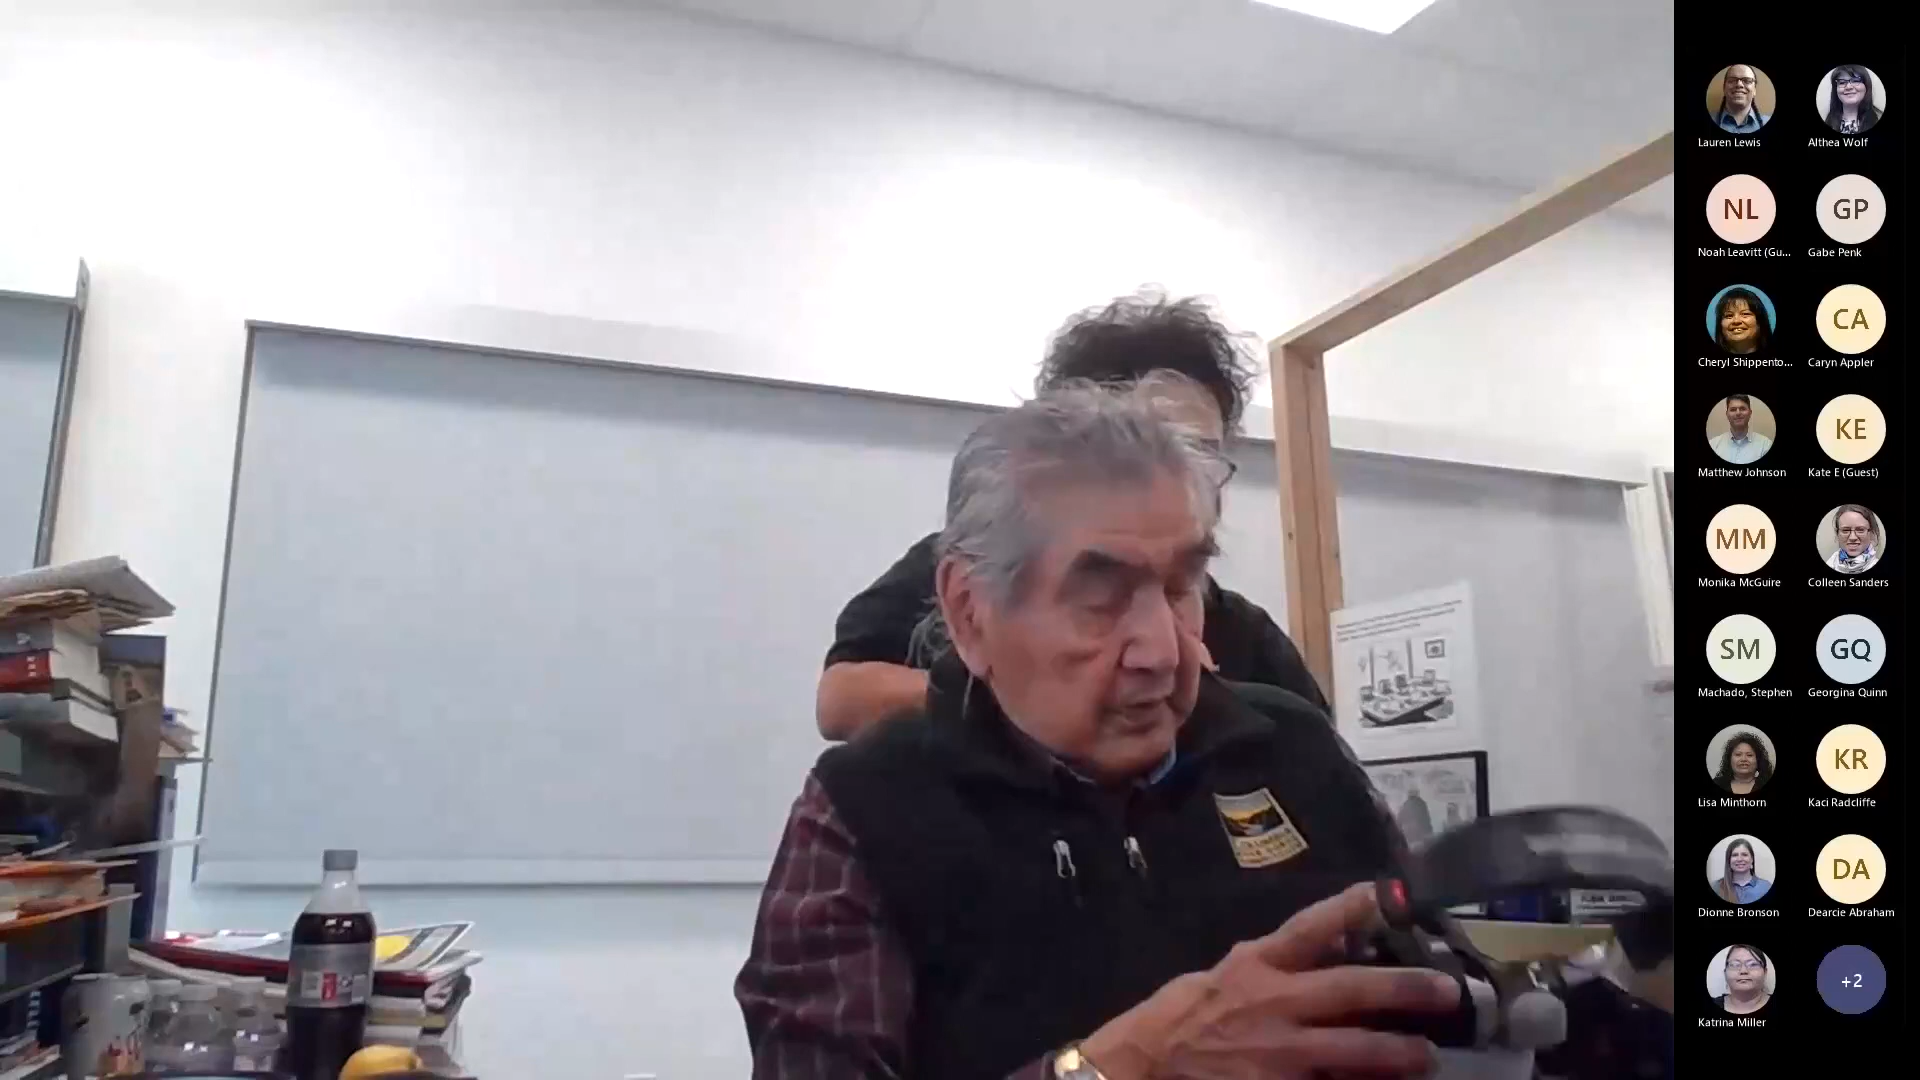 Lauren Lewis
Althea Wolf
NL
GP
Noah Leavitt (Gu...
Gabe Penk
CA
Cheryl Shippento...
Caryn Appler
KE
Matthew Johnson
Kate E (Guest)
MM
Monika McGuire
Colleen Sanders
SM
GQ
Machado, Stephen
Georgina Quinn
KR
Lisa Minthorn
Kaci Radcliffe
DA
Dionne Bronson
Dearcie Abraham
+2
Katrina Miller